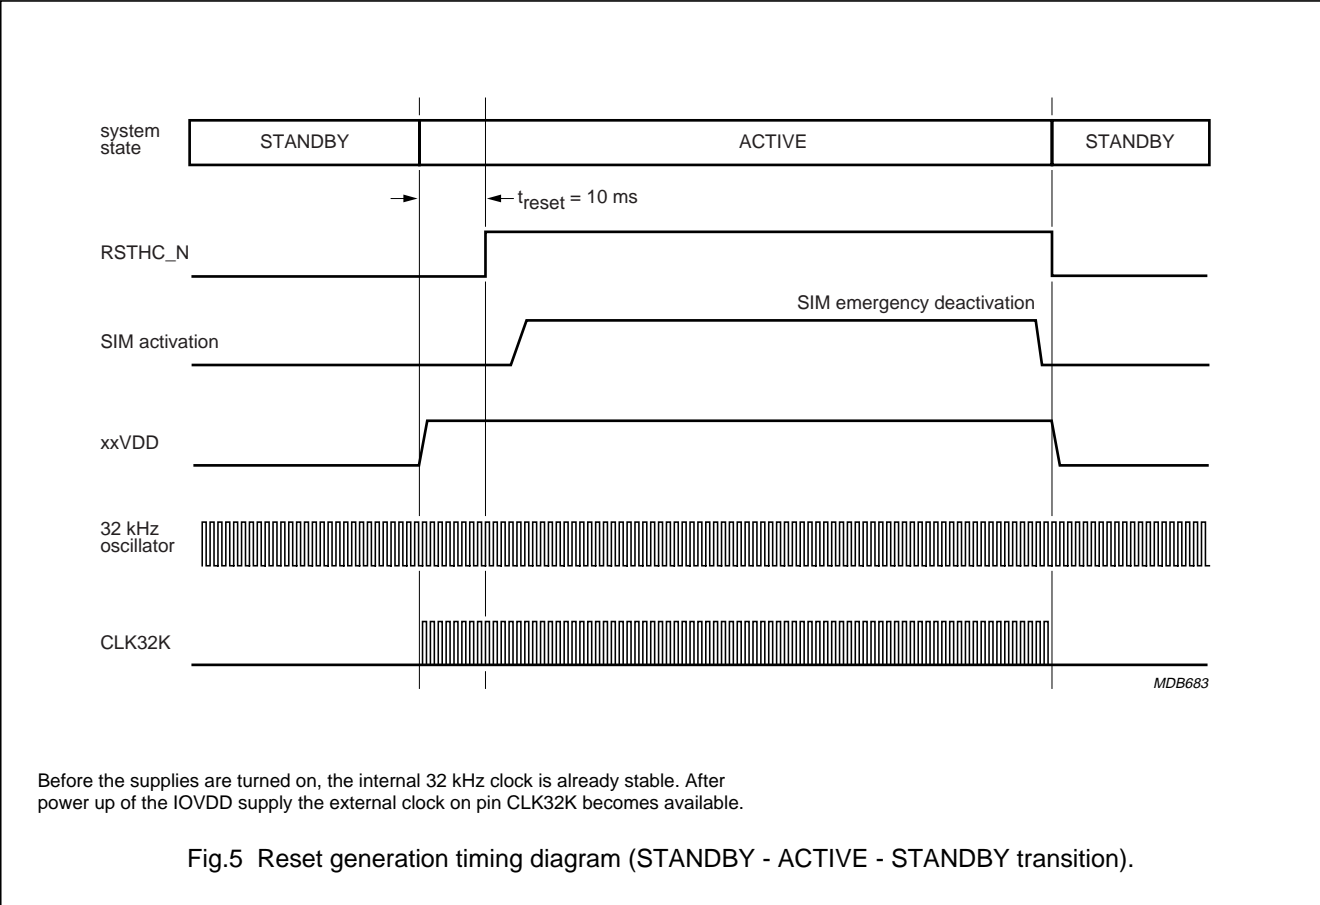 system
state
STANDBY
ACTIVE
STANDBY
treset = 10 ms
RSTHC_N
SIM emergency deactivation
SIM activation
xxVDD
32 kHz
oscillator
CLK32K
MDB683
Before the supplies are turned on, the internal 32 kHz clock is already stable. After
power up of the IOVDD supply the external clock on pin CLK32K becomes available.
Fig.5 Reset generation timing diagram (STANDBY - ACTIVE - STANDBY transition).